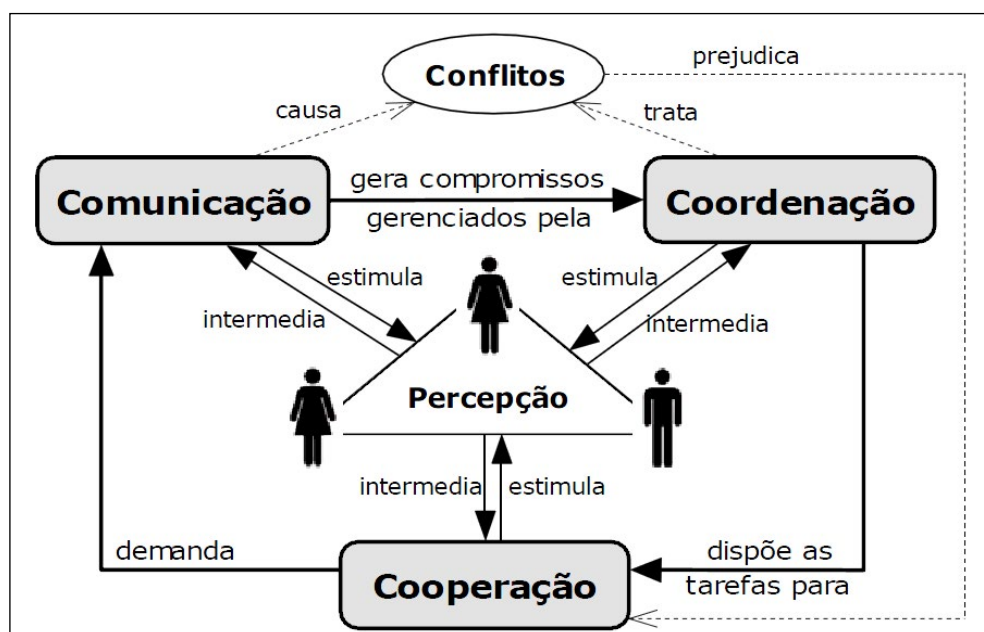 Conflitos
prejudica
causa
trata
Comunicação
gera compromissos
gerenciados pela
Coordenação
estimula
intermedia
estimula
intermedia
Percepção
intermedia
estimula
demanda
Cooperação
dispõe as
tarefas para